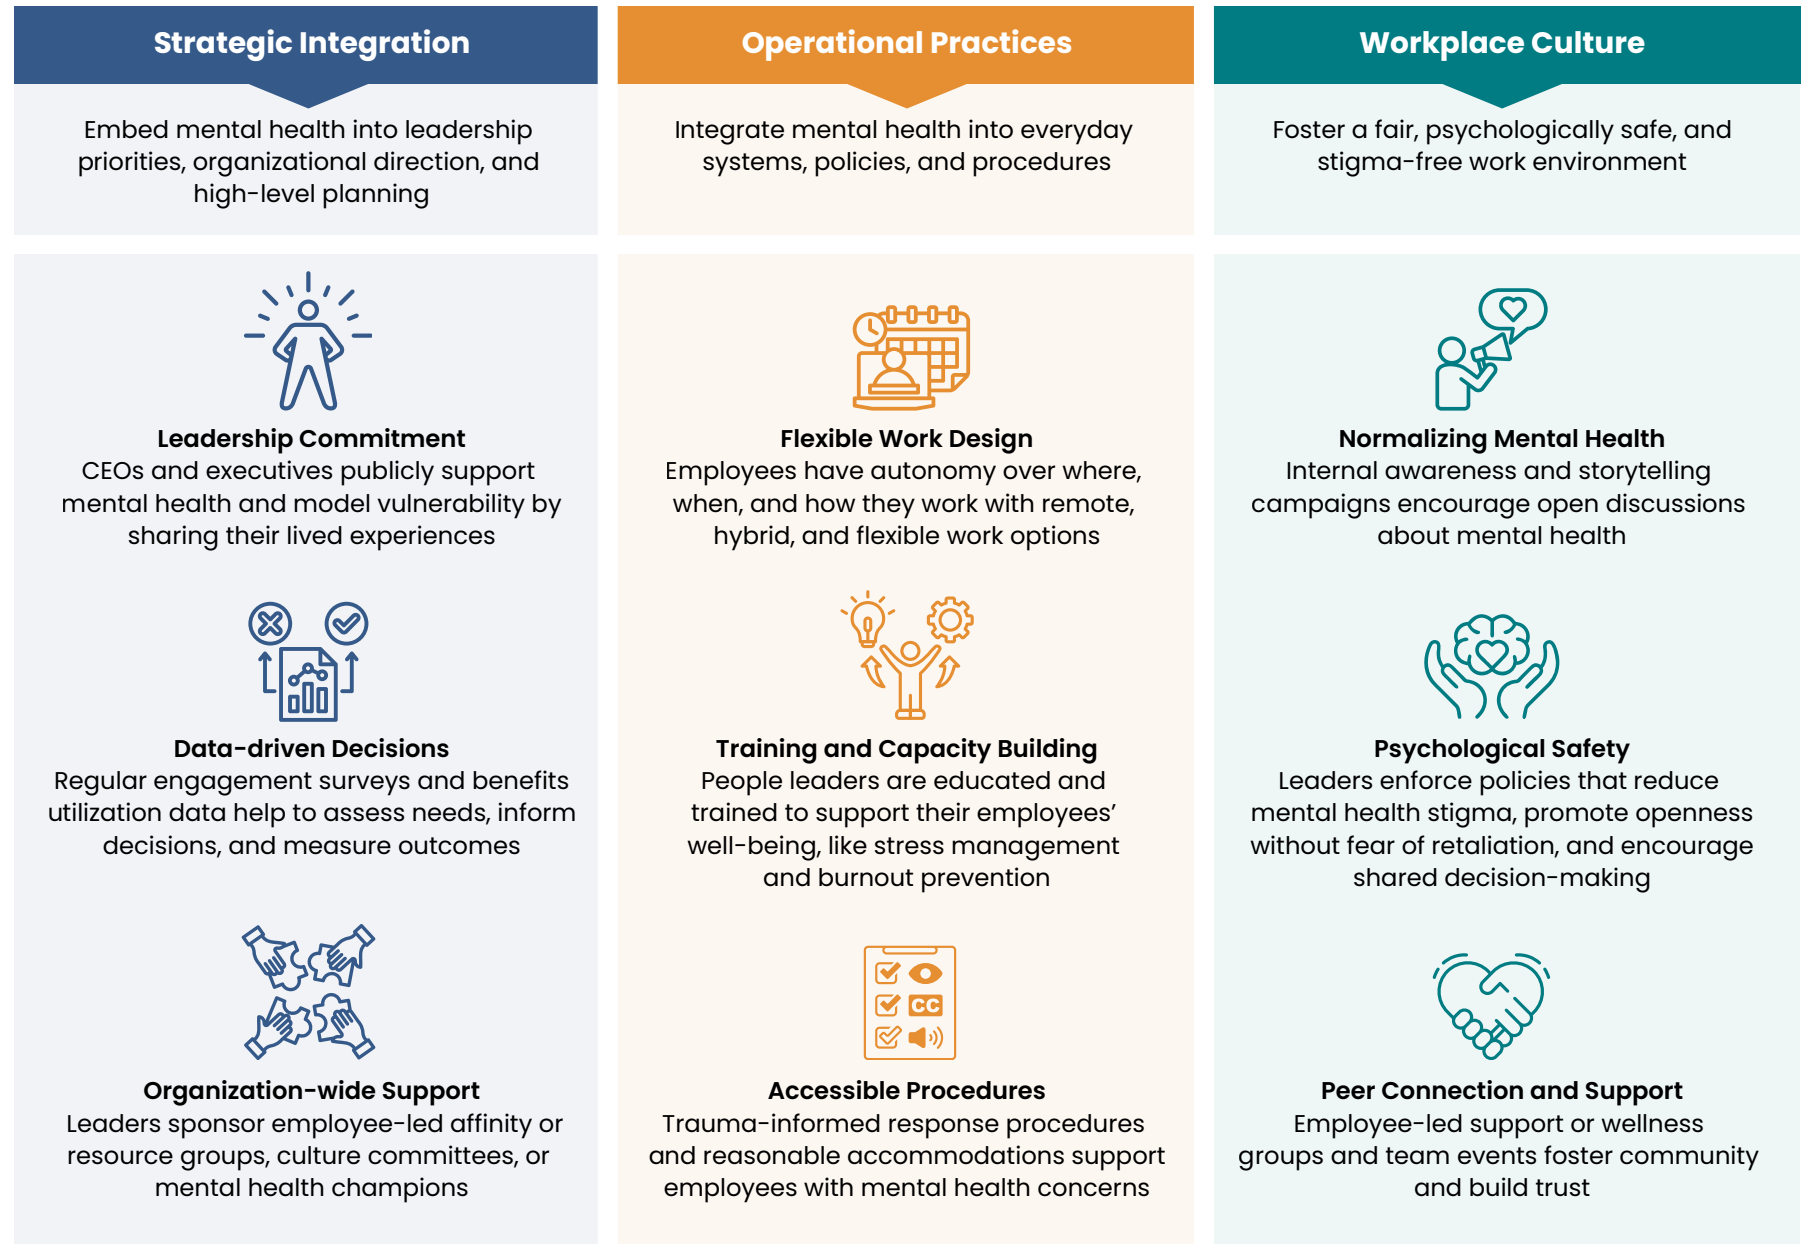 Strategic Integration
Embed mental health into leadership
priorities, organizational direction, and
high-level planning
Leadership Commitment
CEOs and executives publicly support
mental health and model vulnerability by
sharing their lived experiences
Data-driven Decisions
Regular engagement surveys and benefits
utilization data help to assess needs, inform
decisions, and measure outcomes
Organization-wide Support
Leaders sponsor employee-led affinity or
resource groups, culture committees, or
mental health champions
Operational Practices
Integrate mental health into everyday
systems, policies, and procedures
Flexible Work Design
Employees have autonomy over where,
when, and how they work with remote,
hybrid, and flexible work options
Training and Capacity Building
People leaders are educated and
trained to support their employees’
well-being, like stress management
and burnout prevention
CC
Accessible Procedures
Trauma-informed response procedures
and reasonable accommodations support
employees with mental health concerns
Workplace Culture
Foster a fair, psychologically safe, and
stigma-free work environment
Normalizing Mental Health
Internal awareness and storytelling
campaigns encourage open discussions
about mental health
Psychological Safety
Leaders enforce policies that reduce
mental health stigma, promote openness
without fear of retaliation, and encourage
shared decision-making
Peer Connection and Support
Employee-led support or wellness
groups and team events foster community
and build trust